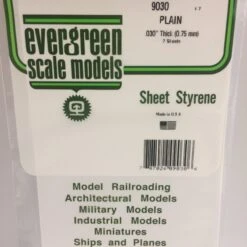 9030
PLAIN
.030" Thick (0.75 mm)
evergreen
scale models
Sheet Styrene
Made in U.S.A
Model Railroading
Architectural Models
Military Models
Industrial Models
Miniatures
Ships and Planes